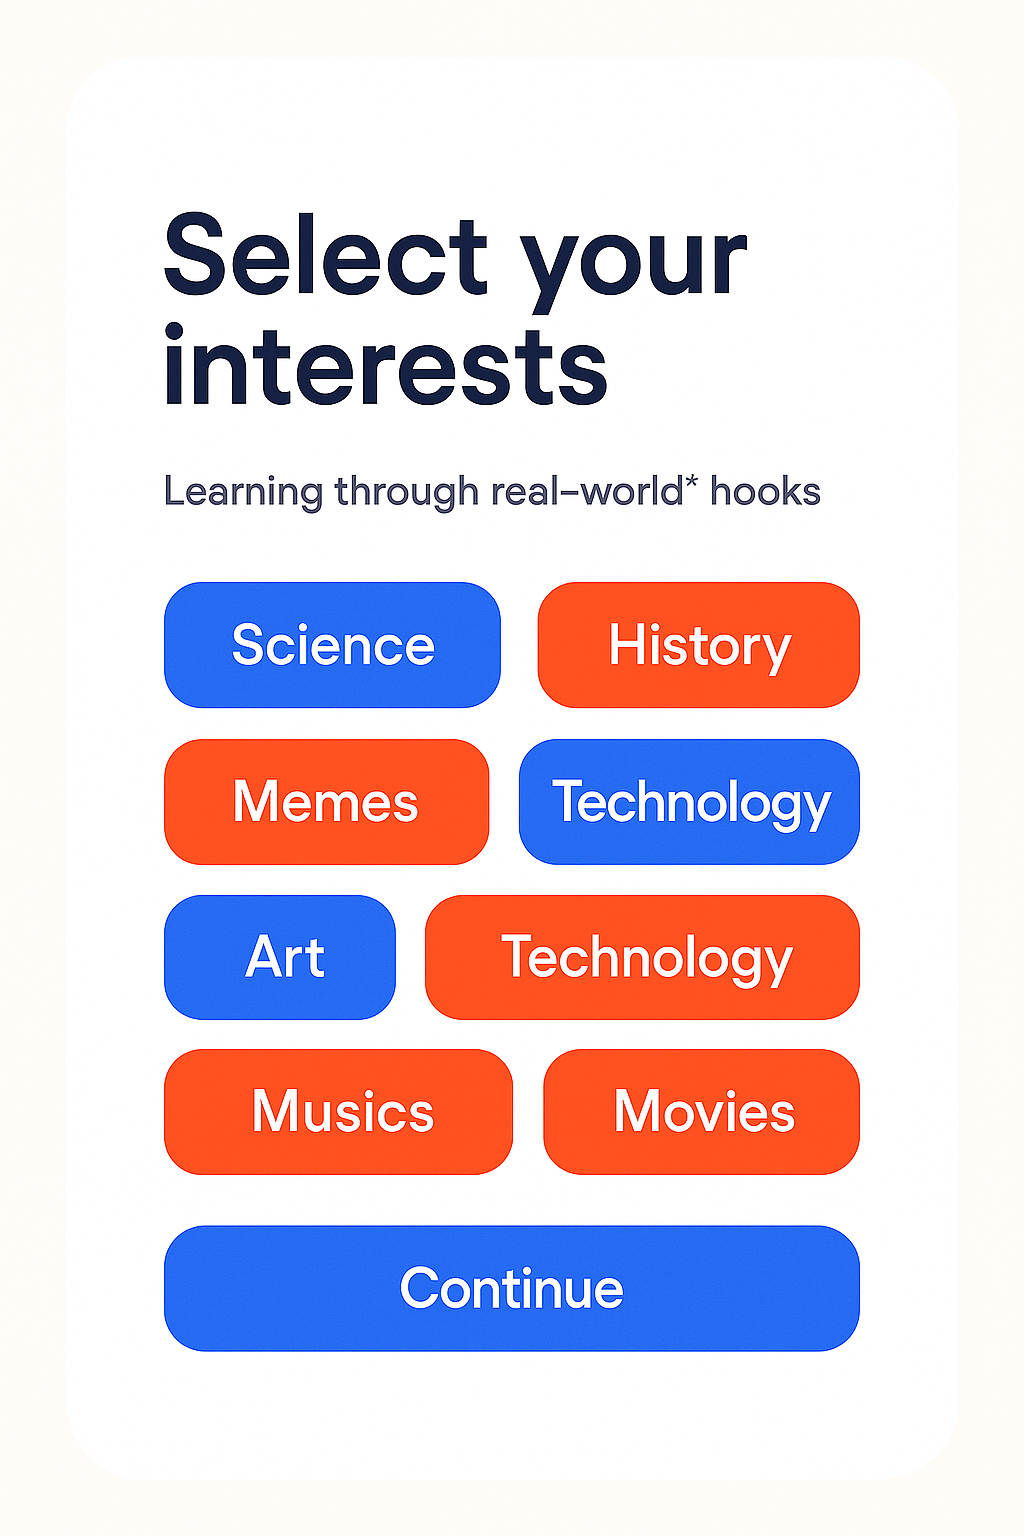 Select your
interests
Learning through real–world* hooks
Science
History
Memes
Technology
Art
Technology
Musics
Movies
Continue